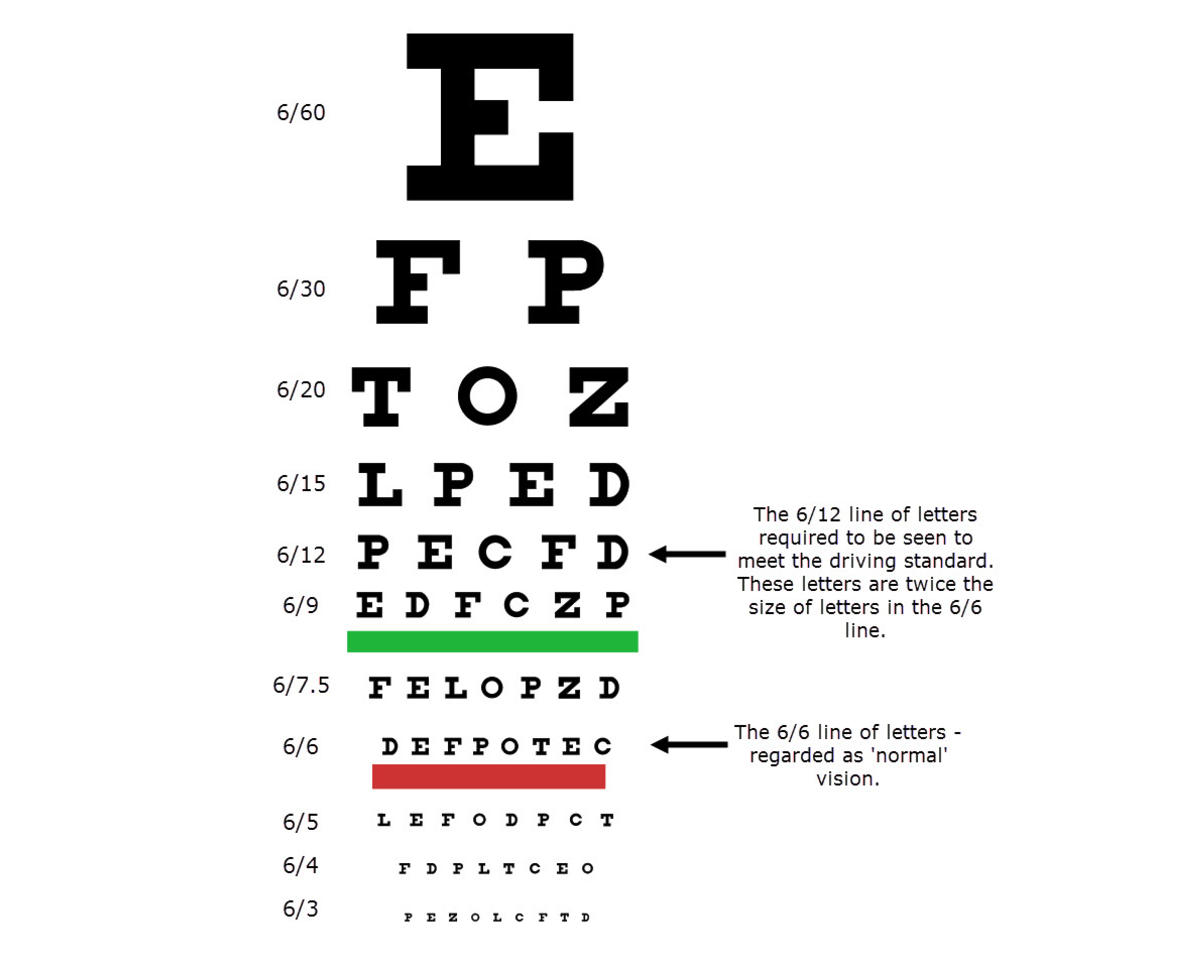 6/60 E
6/30 F P
6/20 T O Z
6/15 L P E D
6/12 P E C F D
The 6/12 line of letters
required to be seen to
meet the driving standard.
These letters are twice the
size of letters in the 6/6
line.
6/9 E D F C Z P
6/7.5 F E L O P Z D
6/6 D E F P O T E C
The 6/6 line of letters -
regarded as 'normal'
vision.
6/5 L E F O D P C T
6/4 F D P L T C E O
6/3 P E Z O L C F T D